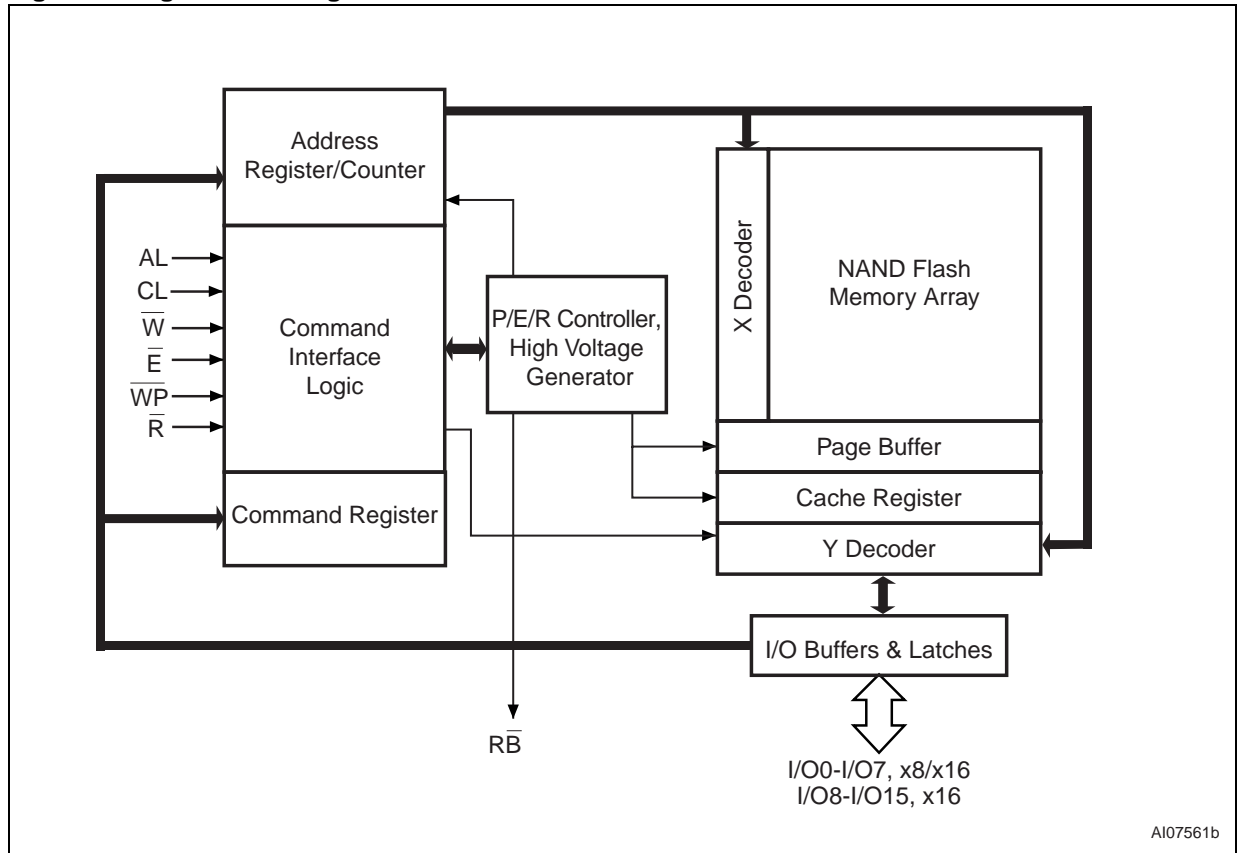 Address
Register/Counter
AL
CL
W̅
E̅
W̅P̅
R̅
Command
Interface
Logic
Command Register
P/E/R Controller,
High Voltage
Generator
X Decoder
NAND Flash
Memory Array
Page Buffer
Cache Register
Y Decoder
I/O Buffers & Latches
RB̅
I/O0-I/O7, x8/x16
I/O8-I/O15, x16
AI07561b